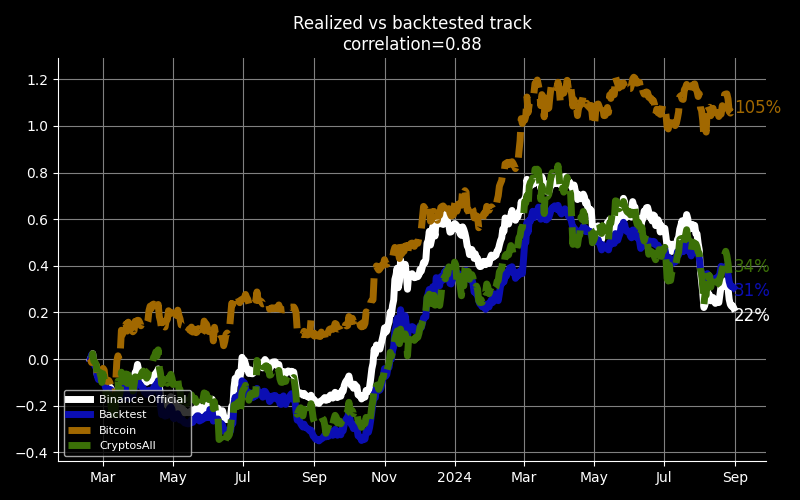 Realized vs backtested track
correlation=0.88
1.2
1.0
0.8
0.6
0.4
0.2
0.0
−0.2
−0.4
105%
34%
31%
22%
Binance Official
Backtest
Bitcoin
CryptosAll
Mar May Jul Sep Nov 2024 Mar May Jul Sep